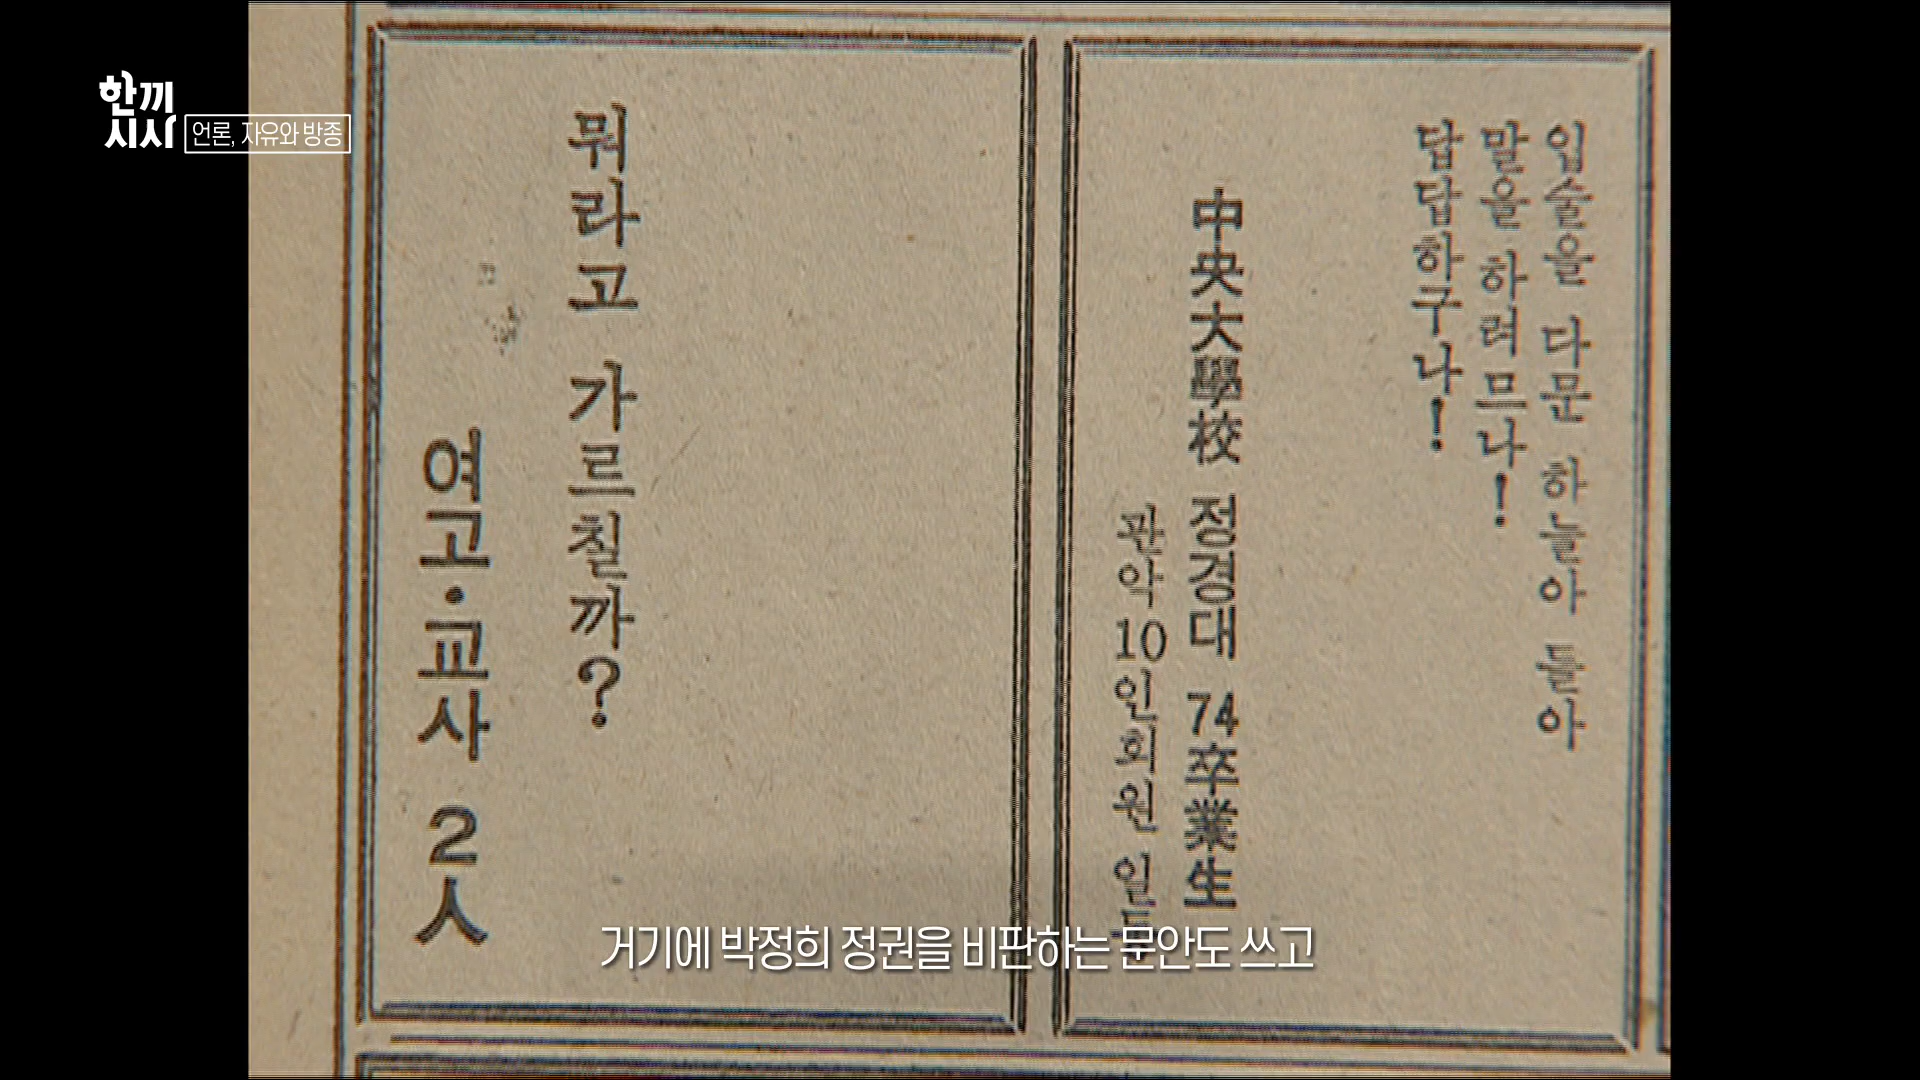 한끼
시시
언론, 자유와 방종
입술을 다문 하늘아 들아
말을 하려므나!
답답하구나!
中央大學校 정경대 74 卒業生
관악 10인회원 일동
뭐라고 가르칠까?
여고·교사 2人
거기에 박정희 정권을 비판하는 문안도 쓰고